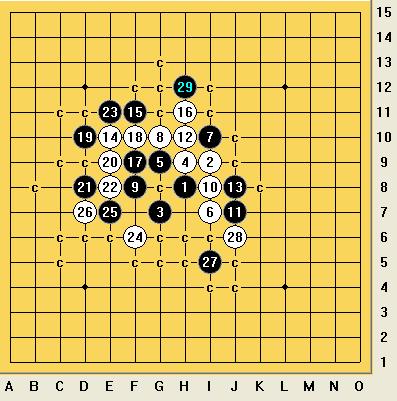 15
14
c 13
c c 29 c 12
c c 23 15 c 16 c 11
19 14 18 8 12 7 c 10
c c 20 17 5 4 2 c 9
c 21 22 9 c 1 10 13 c 8
26 25 3 6 11 7
c c c 24 c c c 28 6
c c c c 27 c 5
c c 4
3
2
1
A B C D E F G H I J K L M N O